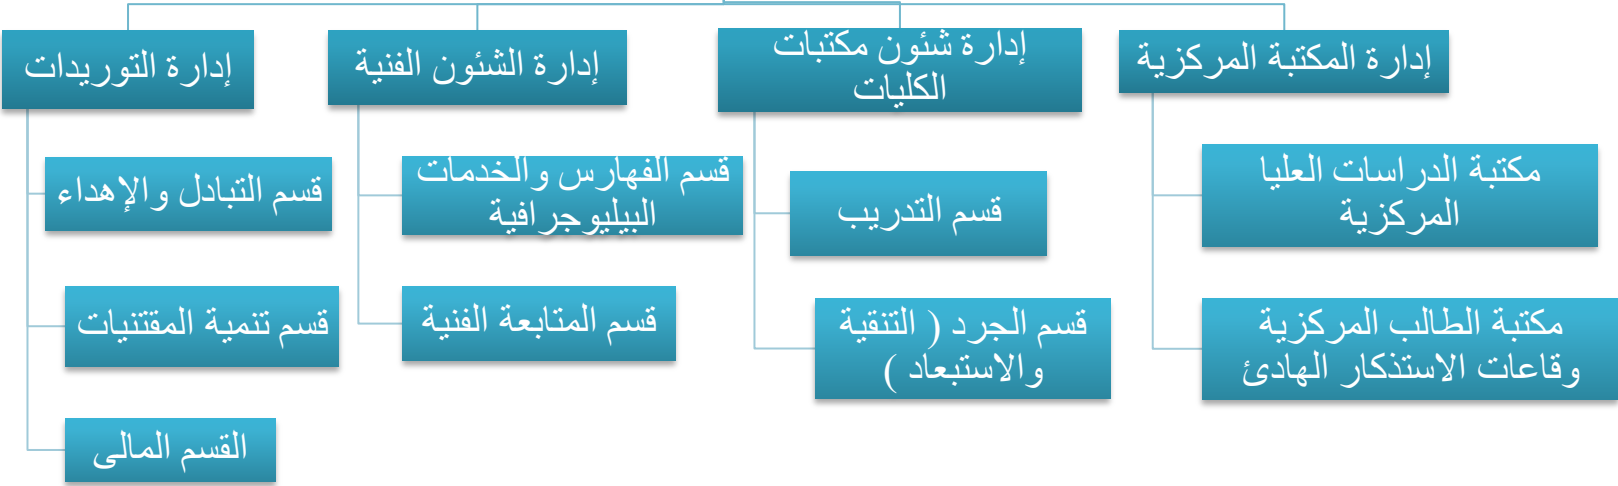 إدارة المكتبة المركزية
إدارة شئون مكتبات
الكليات
إدارة الشئون الفنية
إدارة التوريدات
مكتبة الدراسات العليا
المركزية
قسم التدريب
قسم الفهارس والخدمات
الببليوجرافية
قسم التبادل والإهداء
مكتبة الطالب المركزية
وقاعات الاستذكار الهادئ
قسم الجرد ( التنقية
والاستبعاد )
قسم المتابعة الفنية
قسم تنمية المقتنيات
القسم المالى